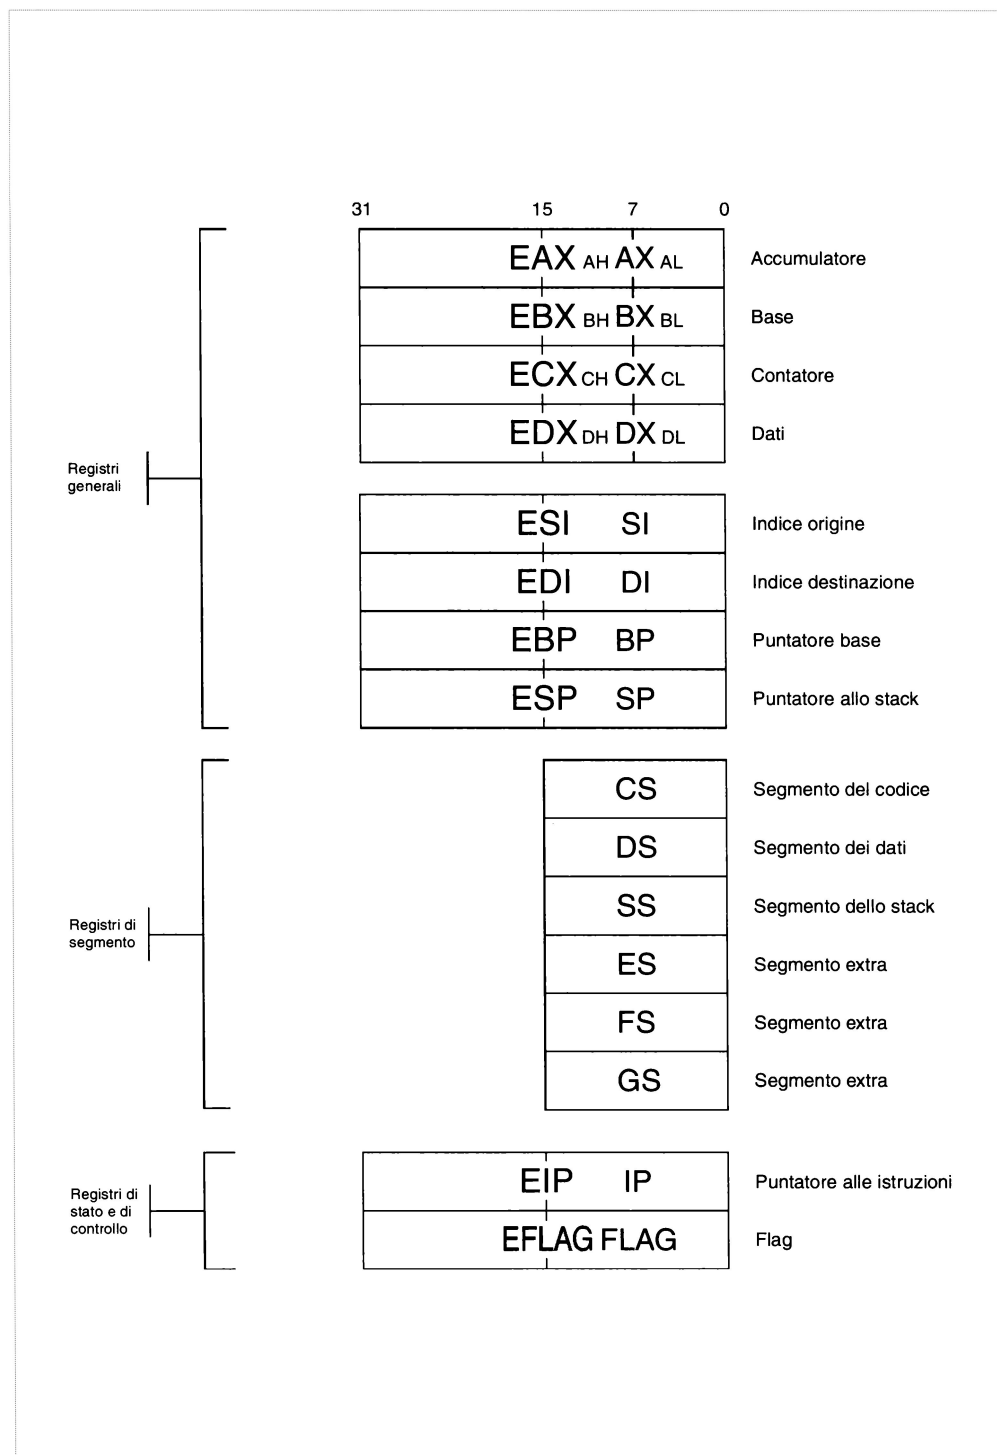 31 15 7 0
EAX AH AX AL Accumulatore
EBX BH BX BL Base
ECX CH CX CL Contatore
EDX DH DX DL Dati
Registri
generali
ESI SI Indice origine
EDI DI Indice destinazione
EBP BP Puntatore base
ESP SP Puntatore allo stack
CS Segmento del codice
DS Segmento dei dati
SS Segmento dello stack
Registri di
segmento
ES Segmento extra
FS Segmento extra
GS Segmento extra
EIP IP Puntatore alle istruzioni
Registri di
stato e di
controllo
EFLAG FLAG Flag